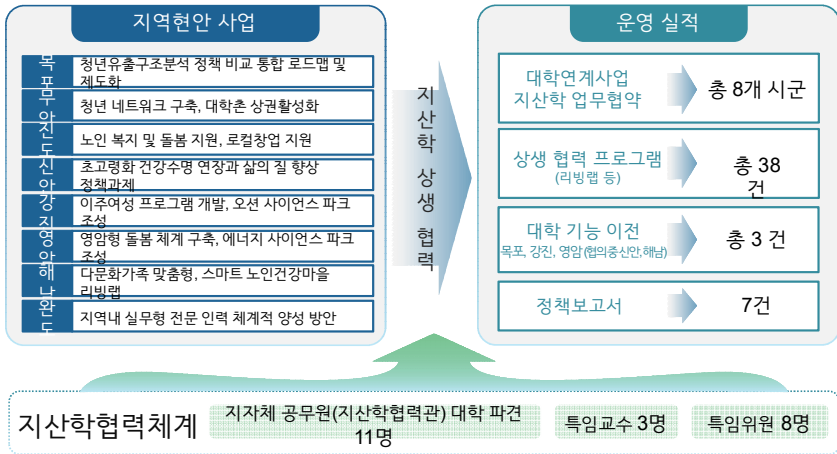 지역현안 사업
목포
청년유출구조분석 정책 비교 통합 로드맵 및
제도화
무안
청년 네트워크 구축, 대학촌 상권활성화
진도
노인 복지 및 돌봄 지원, 로컬창업 지원
신안
초고령화 건강수명 연장과 삶의 질 향상
정책과제
강진
이주여성 프로그램 개발, 오션 사이언스 파크
조성
영암
영암형 돌봄 체계 구축, 에너지 사이언스 파크
조성
해남
다문화가족 맞춤형, 스마트 노인건강마을
리빙랩
완도
지역내 실무형 전문 인력 체계적 양성 방안
지산학 상생 협력
운영 실적
대학연계사업
지산학 업무협약
총 8개 시군
상생 협력 프로그램
(리빙랩 등)
총 38
건
대학 기능 이전
목포, 강진, 영암(협의중신안,해남)
총 3 건
정책보고서
7건
지산학협력체계
지자체 공무원(지산학협력관) 대학 파견
11명
특임교수 3명
특임위원 8명